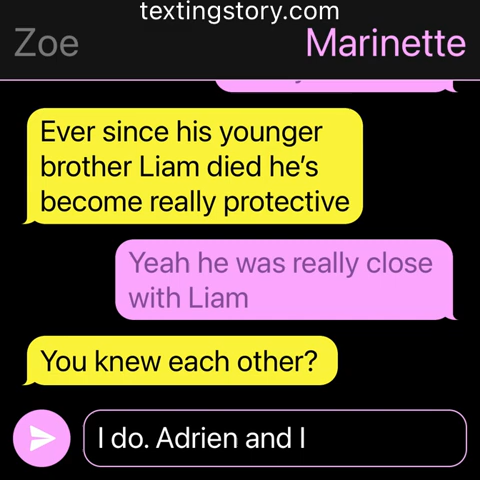 textingstory.com
Zoe
Marinette
Ever since his younger
brother Liam died he's
become really protective
Yeah he was really close
with Liam
You knew each other?
I do. Adrien and I